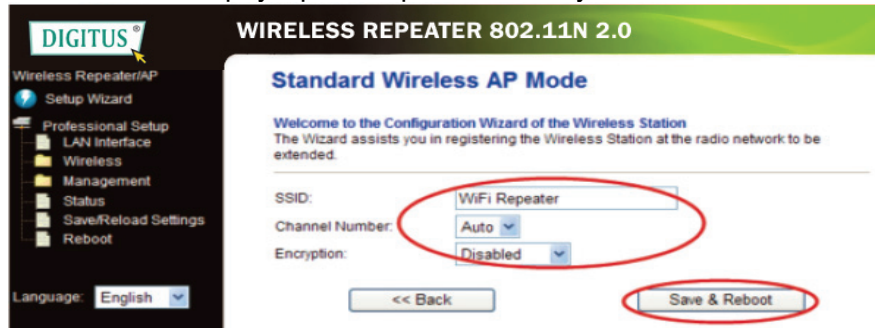 DIGITUS®
WIRELESS REPEATER 802.11N 2.0
Wireless Repeater/AP
Setup Wizard
Professional Setup
LAN Interface
Wireless
Management
Status
Save/Reload Settings
Reboot
Language: English
Standard Wireless AP Mode
Welcome to the Configuration Wizard of the Wireless Station
The Wizard assists you in registering the Wireless Station at the radio network to be
extended.
SSID: WiFi Repeater
Channel Number: Auto
Encryption: Disabled
<< Back Save & Reboot